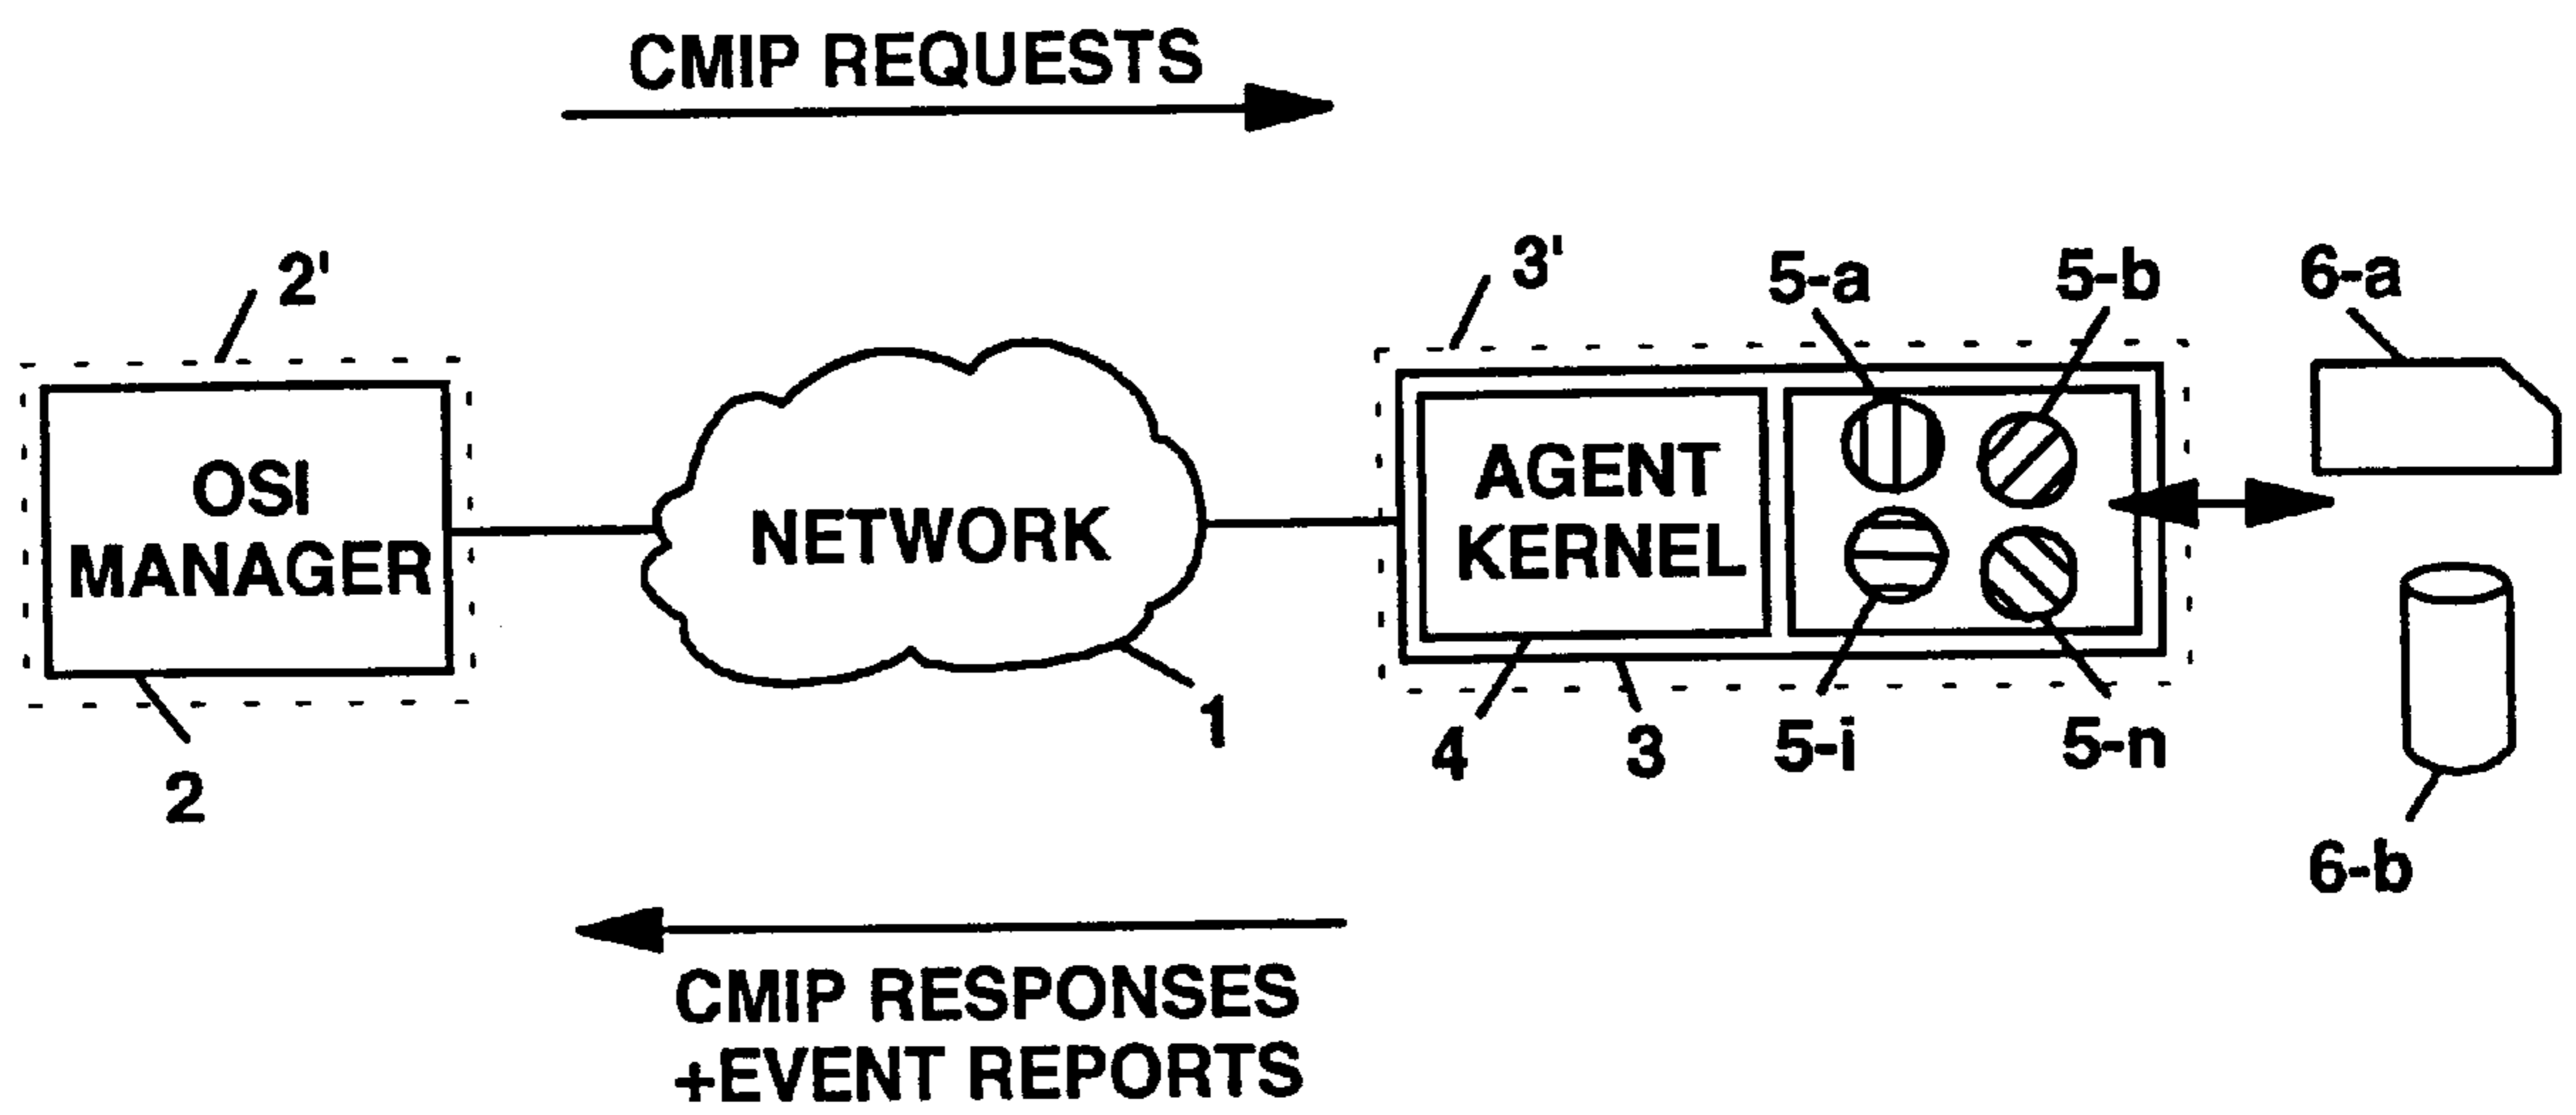 CMIP REQUESTS
2'
3'
5-a
5-b
6-a
OSI
MANAGER
NETWORK
AGENT
KERNEL
1
2
4
3
5-i
5-n
6-b
CMIP RESPONSES
+EVENT REPORTS